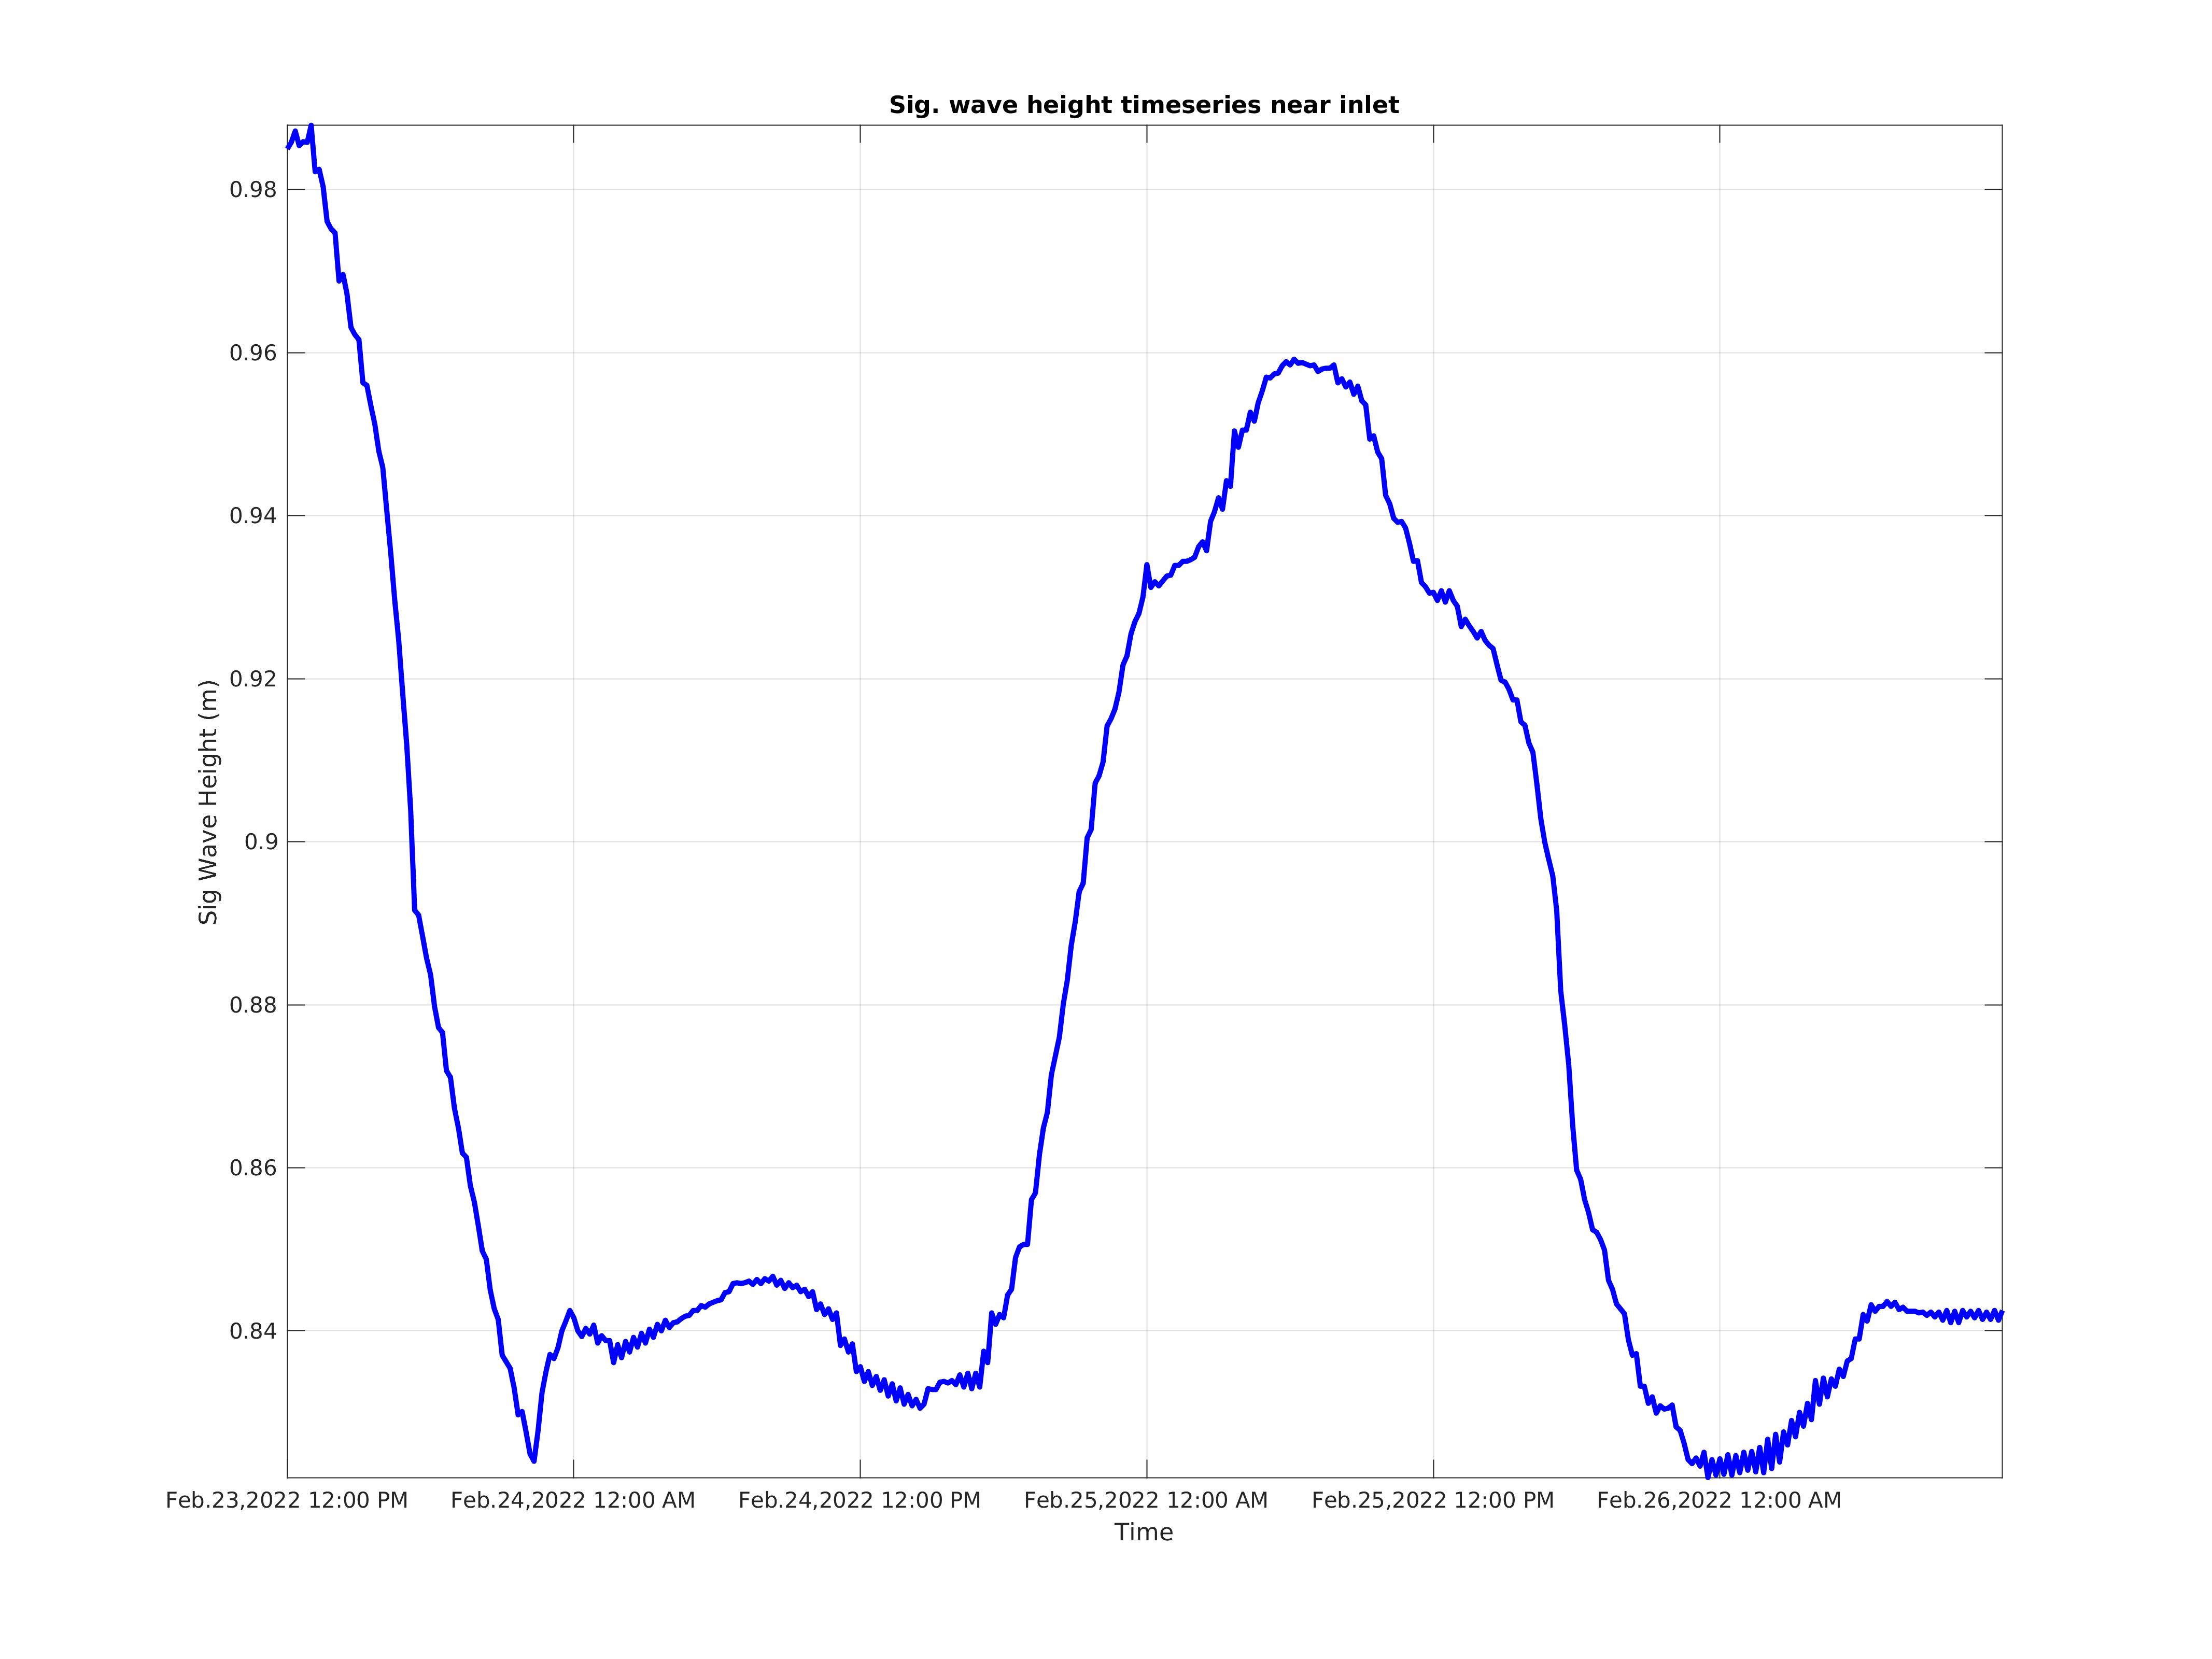 Sig. wave height timeseries near inlet
Sig Wave Height (m)
0.98
0.96
0.94
0.92
0.9
0.88
0.86
0.84
Feb.23,2022 12:00 PM
Feb.24,2022 12:00 AM
Feb.24,2022 12:00 PM
Feb.25,2022 12:00 AM
Feb.25,2022 12:00 PM
Feb.26,2022 12:00 AM
Time